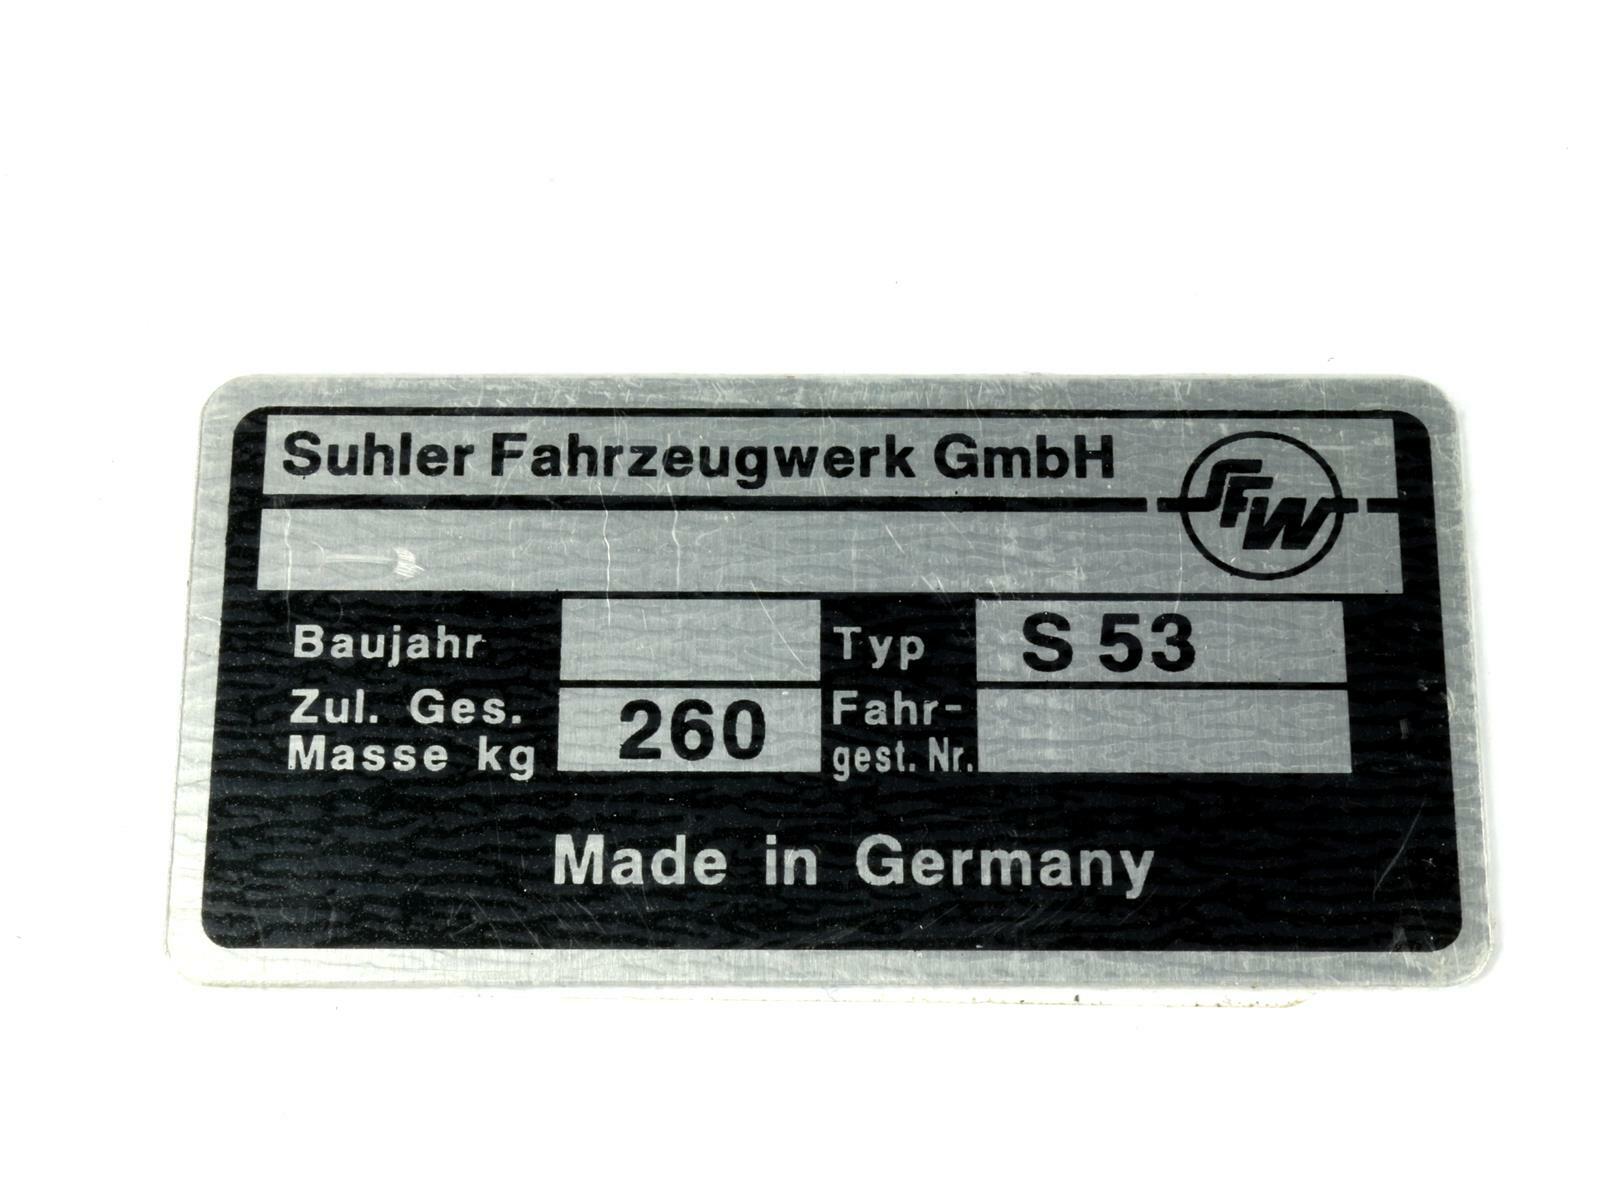 Suhler Fahrzeugwerk GmbH
SFW
Baujahr
Typ S 53
Zul. Ges.
Masse kg 260
Fahr-
gest. Nr.
Made in Germany